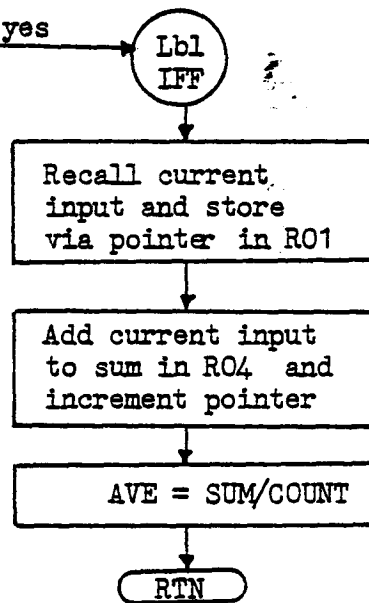 yes
Lbl
IFF
Recall current
input and store
via pointer in R01
Add current input
to sum in R04 and
increment pointer
AVE = SUM/COUNT
RTN